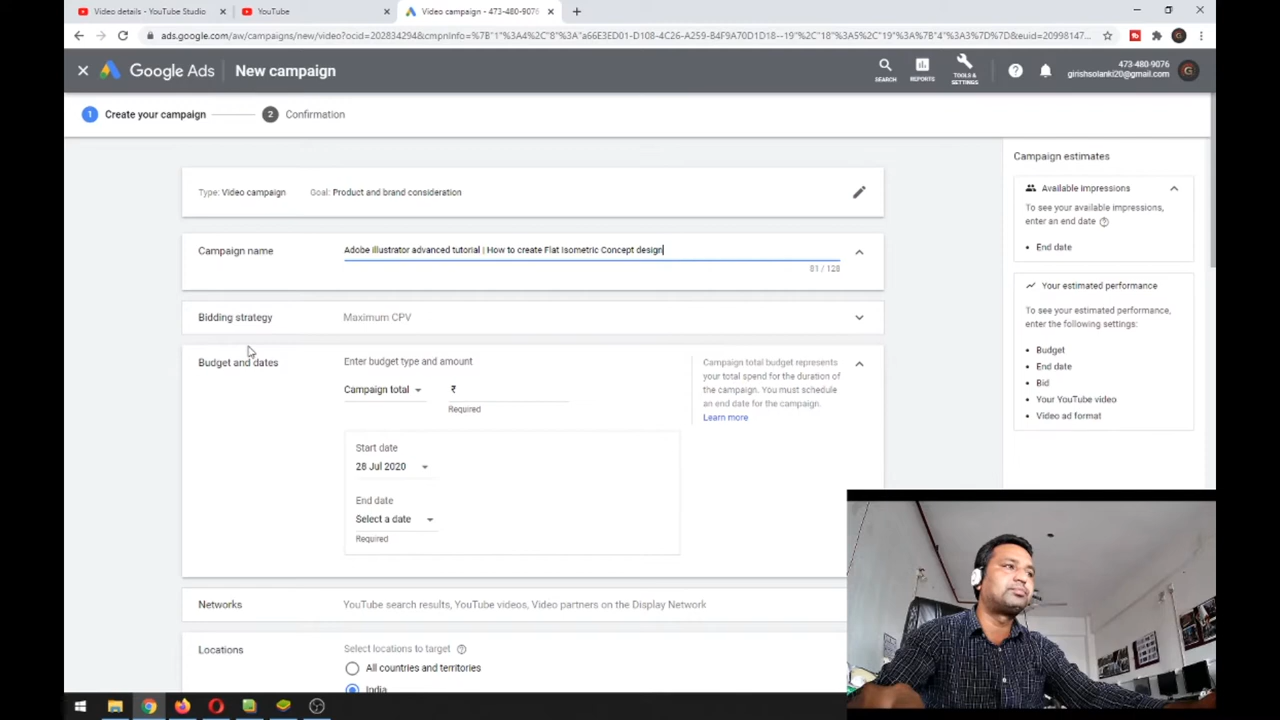 Video details - YouTube Studio
YouTube
Video campaign - 473-480-9076
ads.google.com/aw/campaigns/new/video?ocid=202834294&cmpnInfo=%7B"1"%3A4%2C"8"%3A"a66E3ED01-D108-4C26-A259-B4F9A70D1D18--19"%2C"18"%3A5%2C"19"%3A%7B"4"%3A3%7D%7D&euid=20998147...
Google Ads
New campaign
SEARCH
REPORTS
TOOLS & SETTINGS
473-480-9076
girishsolanki20@gmail.com
G
1 Create your campaign
2 Confirmation
Type: Video campaign Goal: Product and brand consideration
Campaign name
Adobe illustrator advanced tutorial | How to create Flat Isometric Concept design
81 / 128
Bidding strategy
Maximum CPV
Budget and dates
Enter budget type and amount
Campaign total
₹
Required
Campaign total budget represents
your total spend for the duration of
the campaign. You must schedule
an end date for the campaign.
Learn more
Start date
28 Jul 2020
End date
Select a date
Required
Networks
YouTube search results, YouTube videos, Video partners on the Display Network
Locations
Select locations to target
All countries and territories
India
Campaign estimates
Available impressions
To see your available impressions,
enter an end date
End date
Your estimated performance
To see your estimated performance,
enter the following settings:
Budget
End date
Bid
Your YouTube video
Video ad format